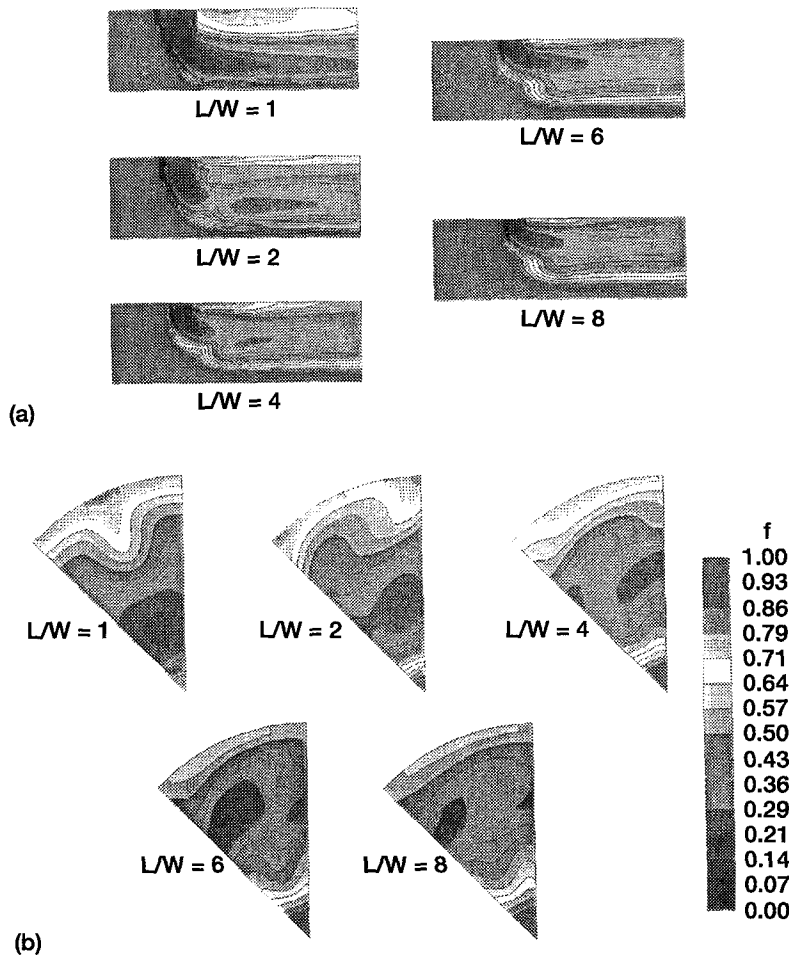 L/W = 1
L/W = 6
L/W = 2
L/W = 8
L/W = 4
(a)
L/W = 1
L/W = 2
L/W = 4
L/W = 6
L/W = 8
f
1.00
0.93
0.86
0.79
0.71
0.64
0.57
0.50
0.43
0.36
0.29
0.21
0.14
0.07
0.00
(b)